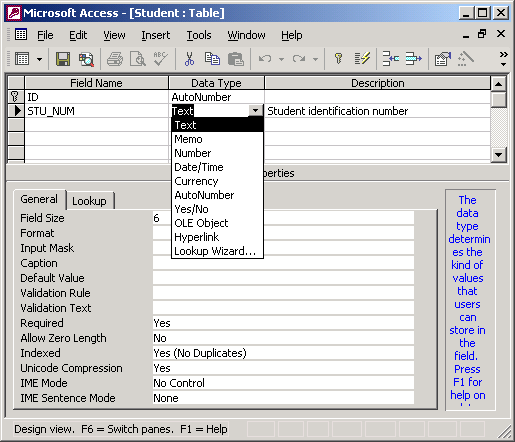 Microsoft Access - [Student : Table]
File Edit View Insert Tools Window Help
Field Name Data Type Description
ID AutoNumber
STU_NUM Text Student identification number
Text
Memo
Number
Date/Time
Currency
AutoNumber
Yes/No
OLE Object
Hyperlink
Lookup Wizard...
General Lookup
Field Size 6
Format
Input Mask
Caption
Default Value
Validation Rule
Validation Text
Required Yes
Allow Zero Length No
Indexed Yes (No Duplicates)
Unicode Compression Yes
IME Mode No Control
IME Sentence Mode None
The
data
type
determin
es the
kind of
values
that
users
can
store in
the
field.
Press
F1 for
help on
Design view. F6 = Switch panes. F1 = Help